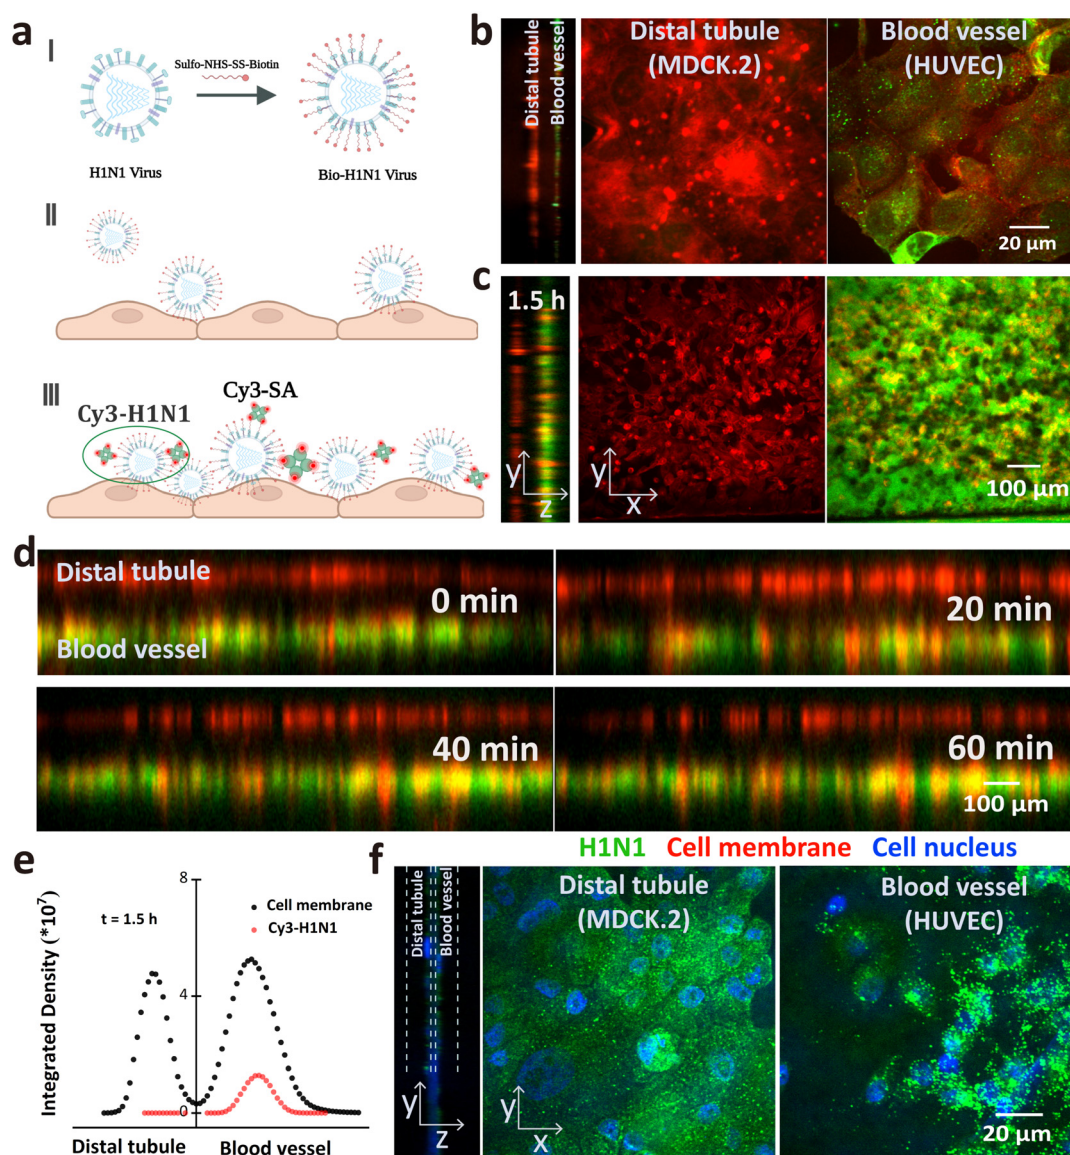 a
I
Sulfo-NHS-SS-Biotin
H1N1 Virus
Bio-H1N1 Virus
II
III
Cy3-H1N1
Cy3-SA
b
Distal tubule
Blood vessel
Distal tubule
(MDCK.2)
Blood vessel
(HUVEC)
20 μm
c
1.5 h
y
z
y
x
100 μm
d
Distal tubule
Blood vessel
0 min
20 min
40 min
60 min
100 μm
e
Integrated Density (*10⁷)
8
4
0
t = 1.5 h
Cell membrane
Cy3-H1N1
Distal tubule
Blood vessel
H1N1 Cell membrane Cell nucleus
f
Distal tubule
Blood vessel
y
z
Distal tubule
(MDCK.2)
y
x
Blood vessel
(HUVEC)
20 μm